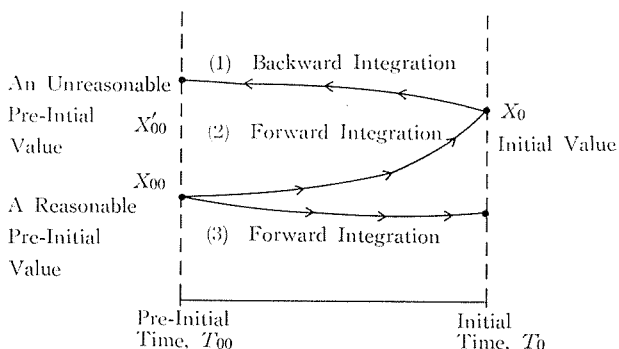 (1) Backward Integration
An Unreasonable
Pre-Intial
Value
X′₀₀
(2) Forward Integration
X₀
Initial Value
X₀₀
A Reasonable
Pre-Initial
Value
(3) Forward Integration
Pre-Initial
Time, T₀₀
Initial
Time, T₀